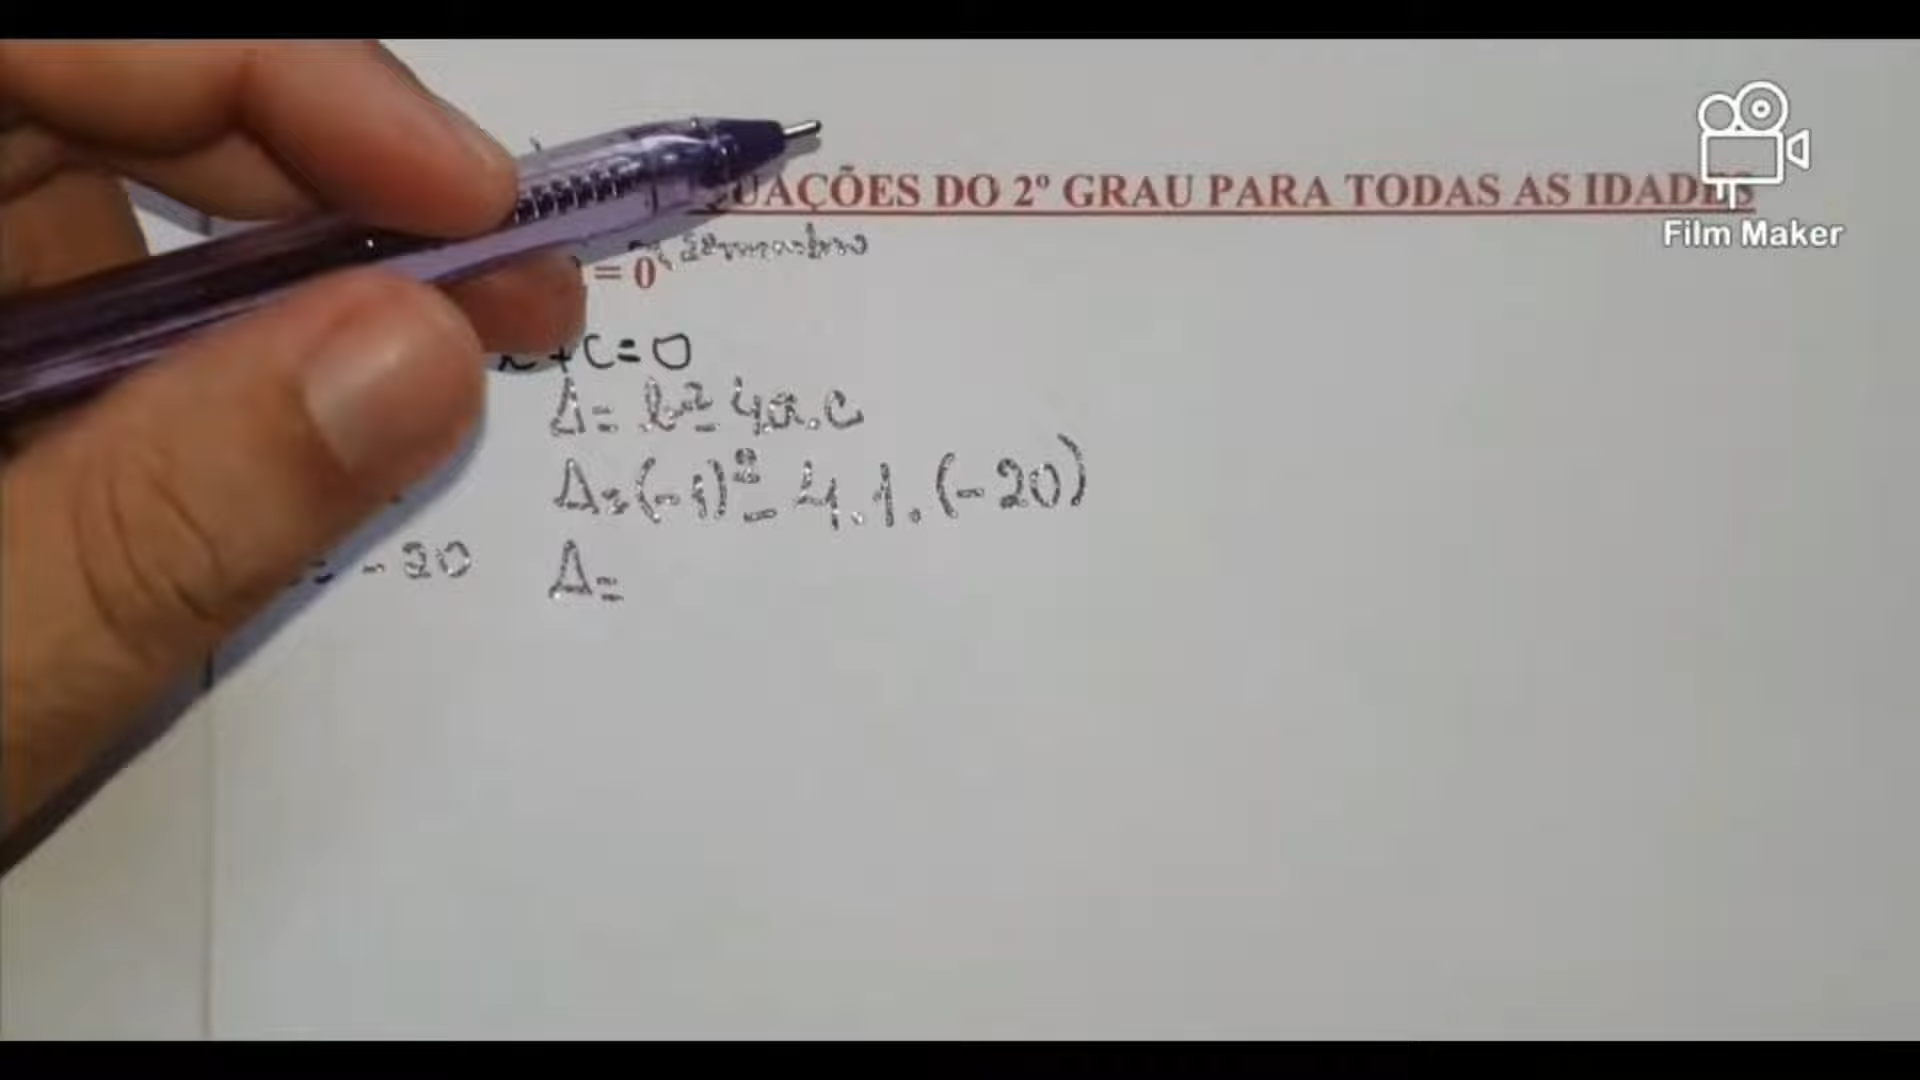 UAÇÕES DO 2º GRAU PARA TODAS AS IDADES
= 0
+c=0
Δ= b²-4a.c
Δ=(-1)²-4.1.(-20)
= -20
Δ=
Film Maker